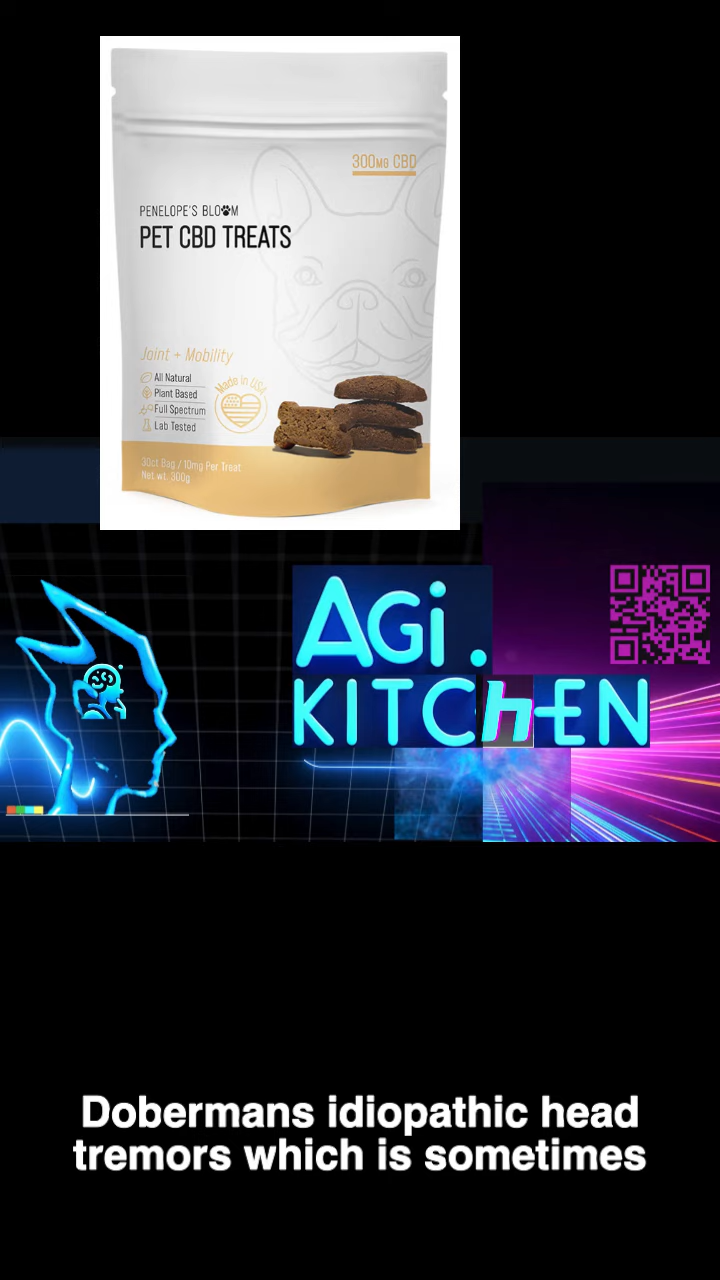 300MG CBD
PENELOPE'S BLOOM
PET CBD TREATS
Joint + Mobility
All Natural
Plant Based
Full Spectrum
Lab Tested
Made in USA
30ct Bag / 10mg Per Treat
Net wt. 300g
AGi.
KITChEN
Dobermans idiopathic head
tremors which is sometimes